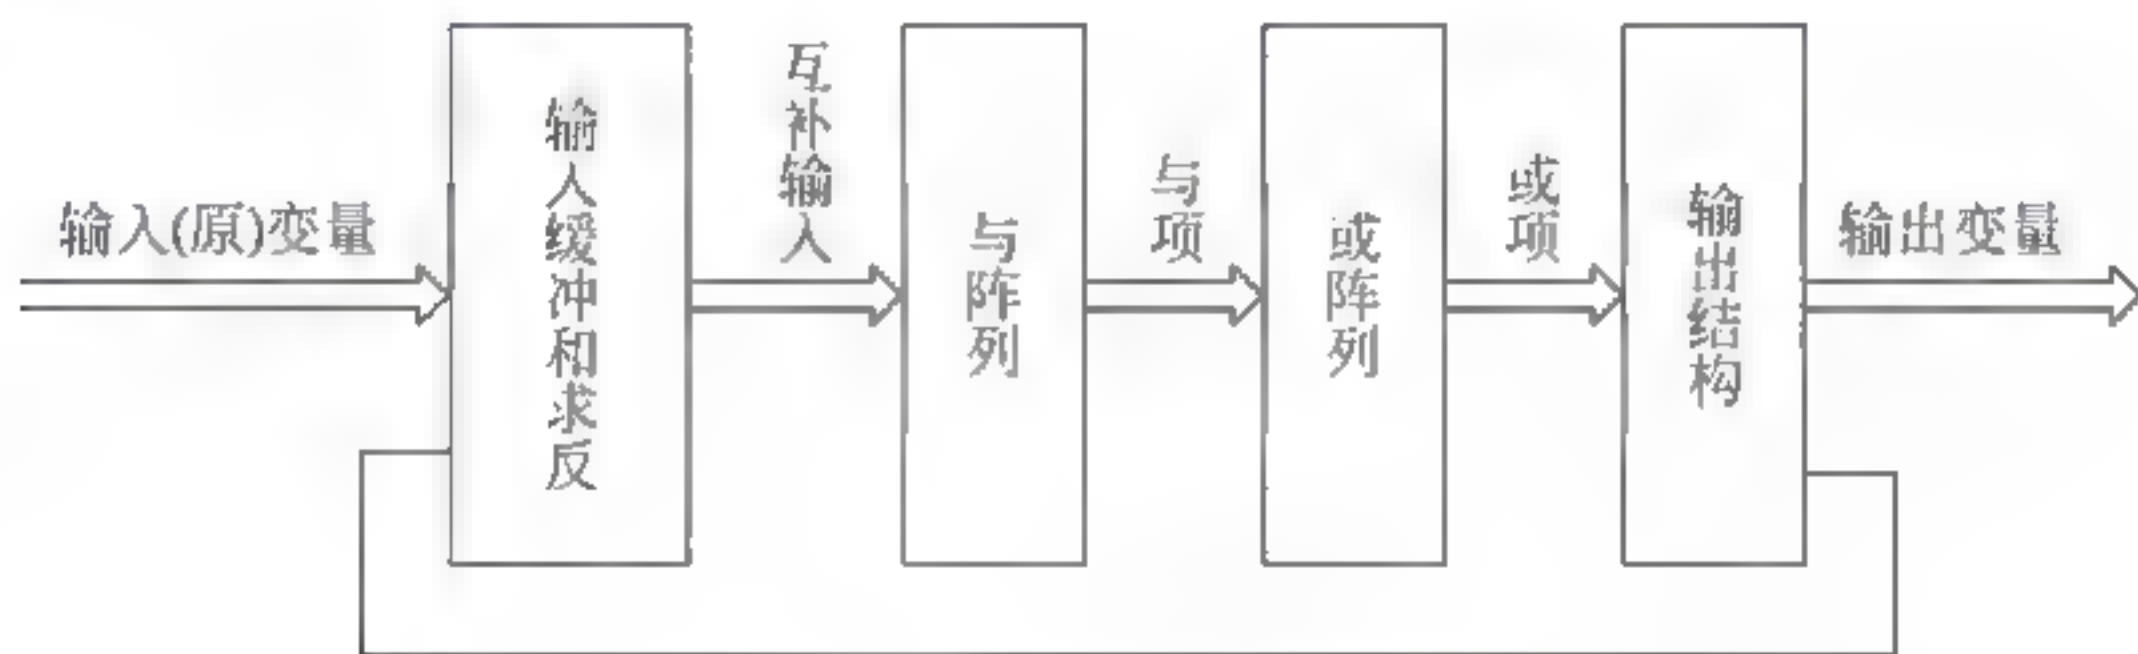 输入(原)变量
输入缓冲和求反
互补输入
与阵列
与项
或阵列
或项
输出结构
输出变量